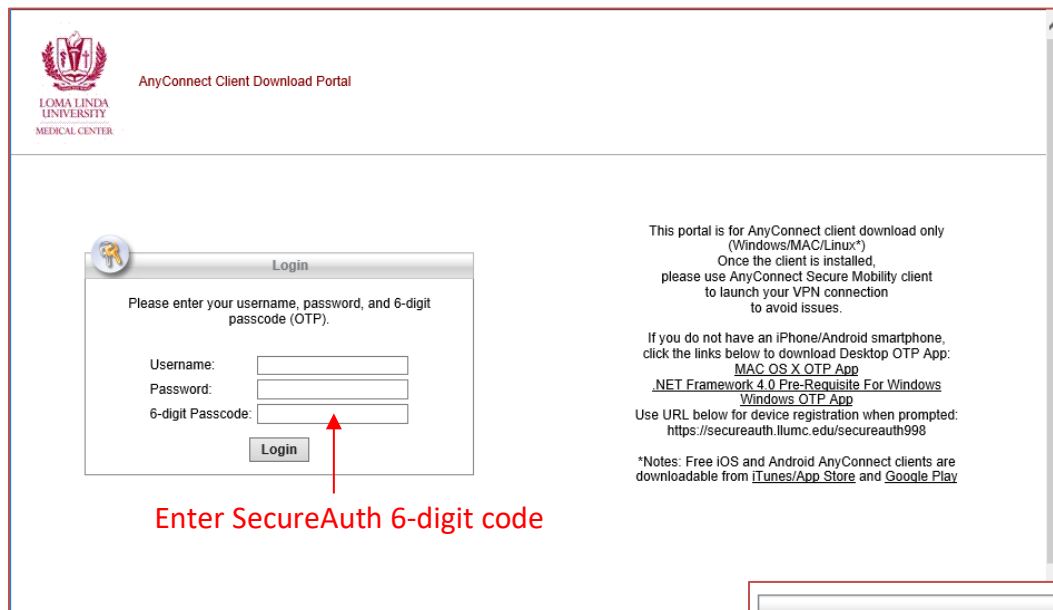 LOMA LINDA
UNIVERSITY
MEDICAL CENTER
AnyConnect Client Download Portal
Login
Please enter your username, password, and 6-digit
passcode (OTP).
Username:
Password:
6-digit Passcode:
Login
Enter SecureAuth 6-digit code
This portal is for AnyConnect client download only
(Windows/MAC/Linux*)
Once the client is installed,
please use AnyConnect Secure Mobility client
to launch your VPN connection
to avoid issues.
If you do not have an iPhone/Android smartphone,
click the links below to download Desktop OTP App:
MAC OS X OTP App
.NET Framework 4.0 Pre-Requisite For Windows
Windows OTP App
Use URL below for device registration when prompted:
https://secureauth.llumc.edu/secureauth998
*Notes: Free iOS and Android AnyConnect clients are
downloadable from iTunes/App Store and Google Play